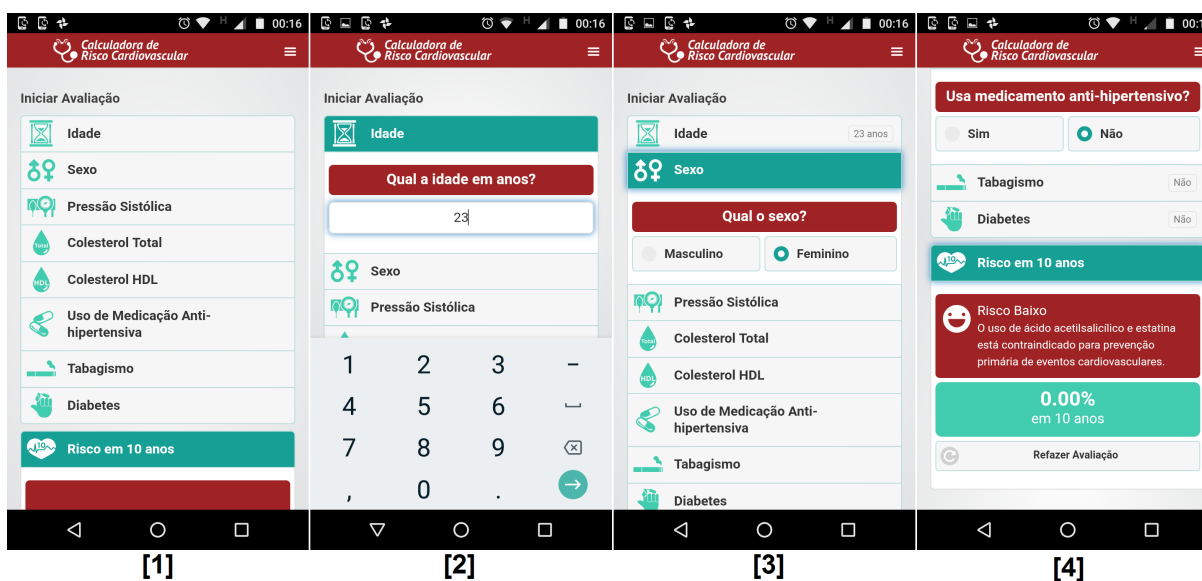 H 00:16
Calculadora de
Risco Cardiovascular
Iniciar Avaliação
Idade
Sexo
Pressão Sistólica
Total
Colesterol Total
HDL
Colesterol HDL
Uso de Medicação Anti-
hipertensiva
Tabagismo
Diabetes
10
Risco em 10 anos
[1]
H 00:16
Calculadora de
Risco Cardiovascular
Iniciar Avaliação
Idade
Qual a idade em anos?
23
Sexo
Pressão Sistólica
1 2 3 –
4 5 6
7 8 9
, 0 .
[2]
H 00:16
Calculadora de
Risco Cardiovascular
Iniciar Avaliação
Idade 23 anos
Sexo
Qual o sexo?
Masculino Feminino
Pressão Sistólica
Total
Colesterol Total
HDL
Colesterol HDL
Uso de Medicação Anti-
hipertensiva
Tabagismo
Diabetes
[3]
H
Calculadora de
Risco Cardiovascular
Usa medicamento anti-hipertensivo?
Sim Não
Tabagismo Não
Diabetes Não
10
Risco em 10 anos
Risco Baixo
O uso de ácido acetilsalicílico e estatina
está contraindicado para prevenção
primária de eventos cardiovasculares.
0.00%
em 10 anos
Refazer Avaliação
[4]